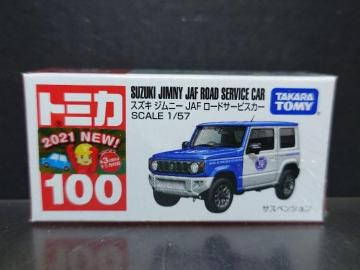 トミカ
2021 NEW!
100
SUZUKI JIMNY JAF ROAD SERVICE CAR
スズキ ジムニー JAF ロードサービスカー
SCALE 1/57
TAKARA
TOMY
サスペンション